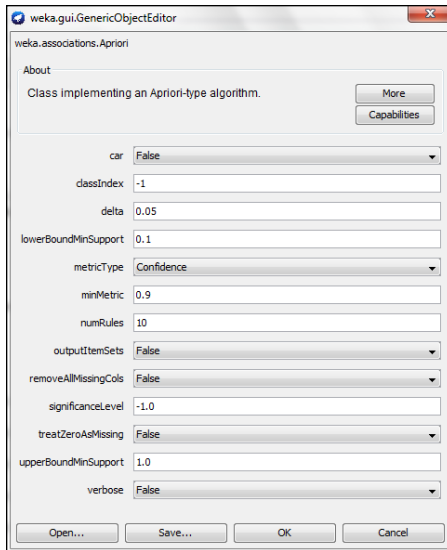 weka.gui.GenericObjectEditor
weka.associations.Apriori
About
Class implementing an Apriori-type algorithm.
More
Capabilities
car False
classIndex -1
delta 0.05
lowerBoundMinSupport 0.1
metricType Confidence
minMetric 0.9
numRules 10
outputItemSets False
removeAllMissingCols False
significanceLevel -1.0
treatZeroAsMissing False
upperBoundMinSupport 1.0
verbose False
Open... Save... OK Cancel